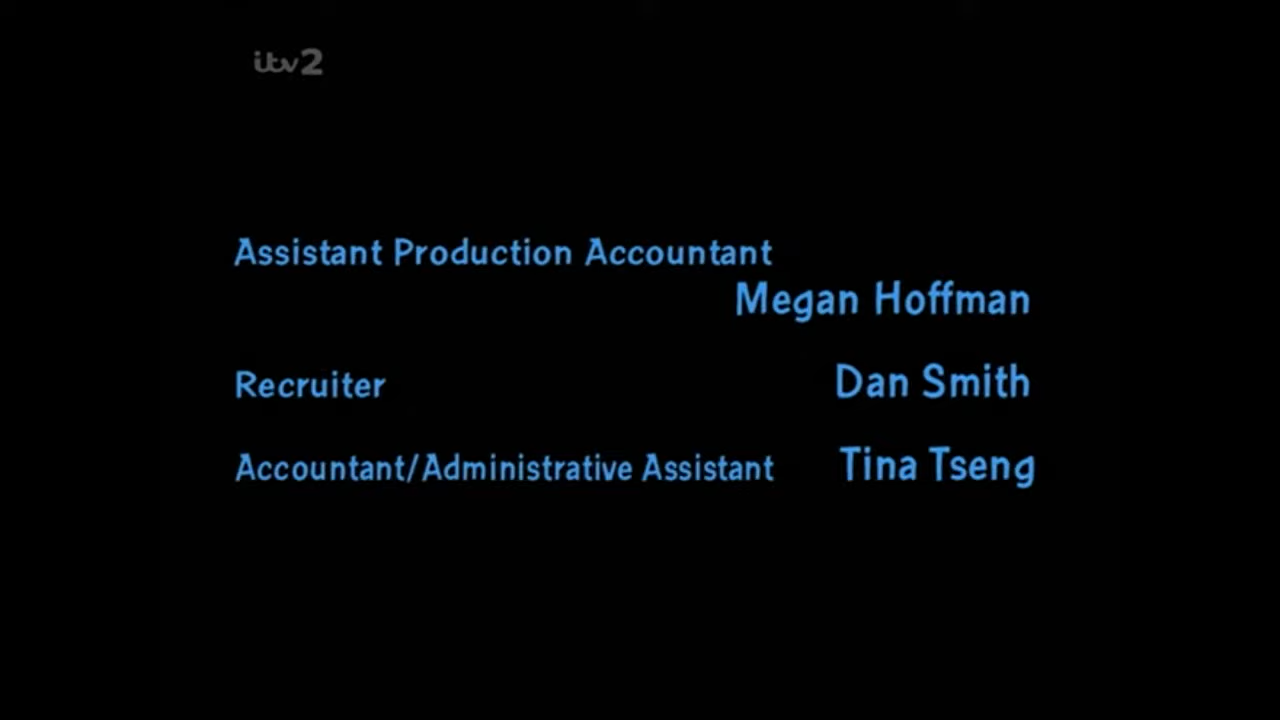 itv2
Assistant Production Accountant
Megan Hoffman
Recruiter Dan Smith
Accountant/Administrative Assistant Tina Tseng